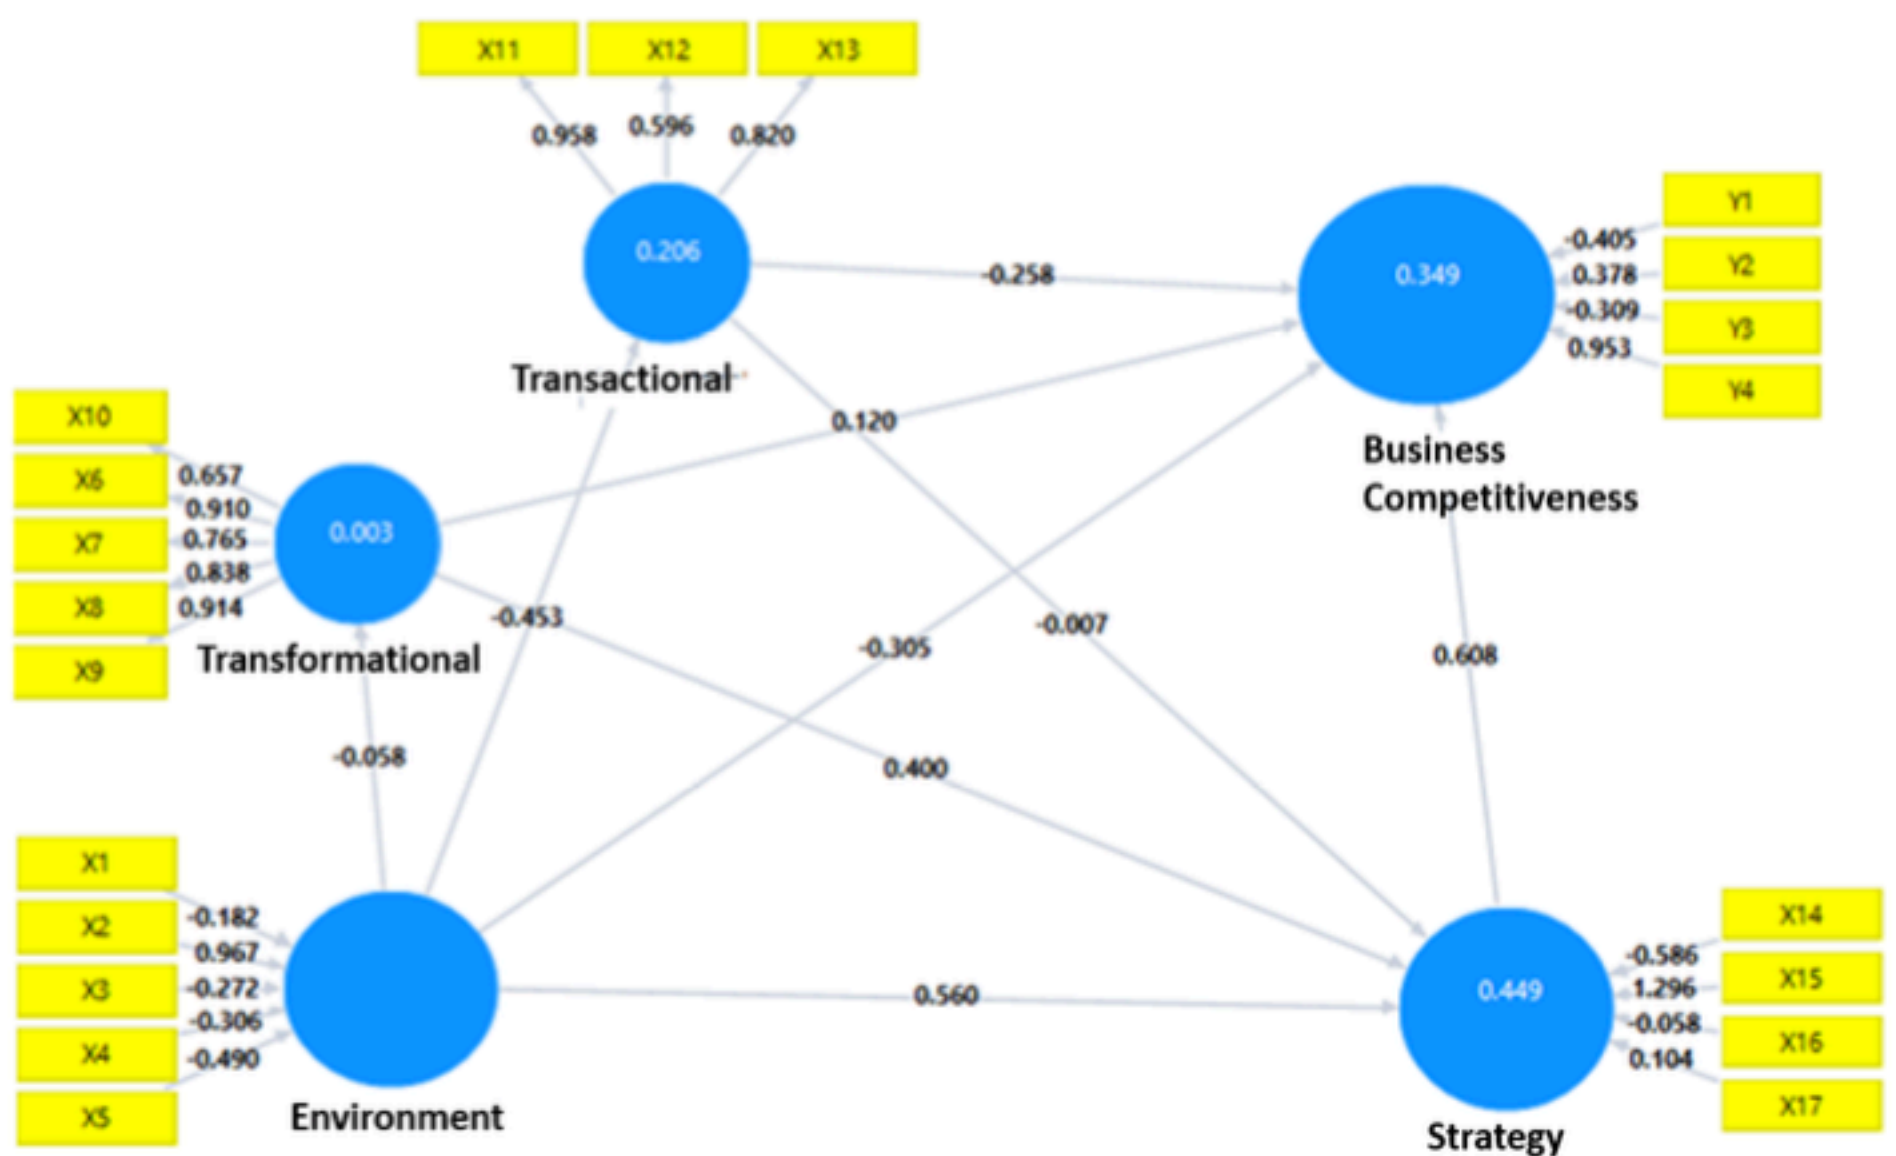 X11 X12 X13
0.958 0.596 0.820
0.206
Transactional
0.349
Business
Competitiveness
Y1
-0.405
Y2
0.378
-0.309
Y3
0.953
Y4
-0.258
0.120
X10
0.657
X6
0.910
X7
0.765
0.838
X8
0.914
X9
0.003
Transformational
-0.453
-0.305
-0.007
0.608
-0.058
0.400
X1
-0.182
X2
0.967
X3
-0.272
-0.306
X4
-0.490
X5
Environment
0.560
0.449
Strategy
X14
-0.586
X15
1.296
-0.058
X16
0.104
X17